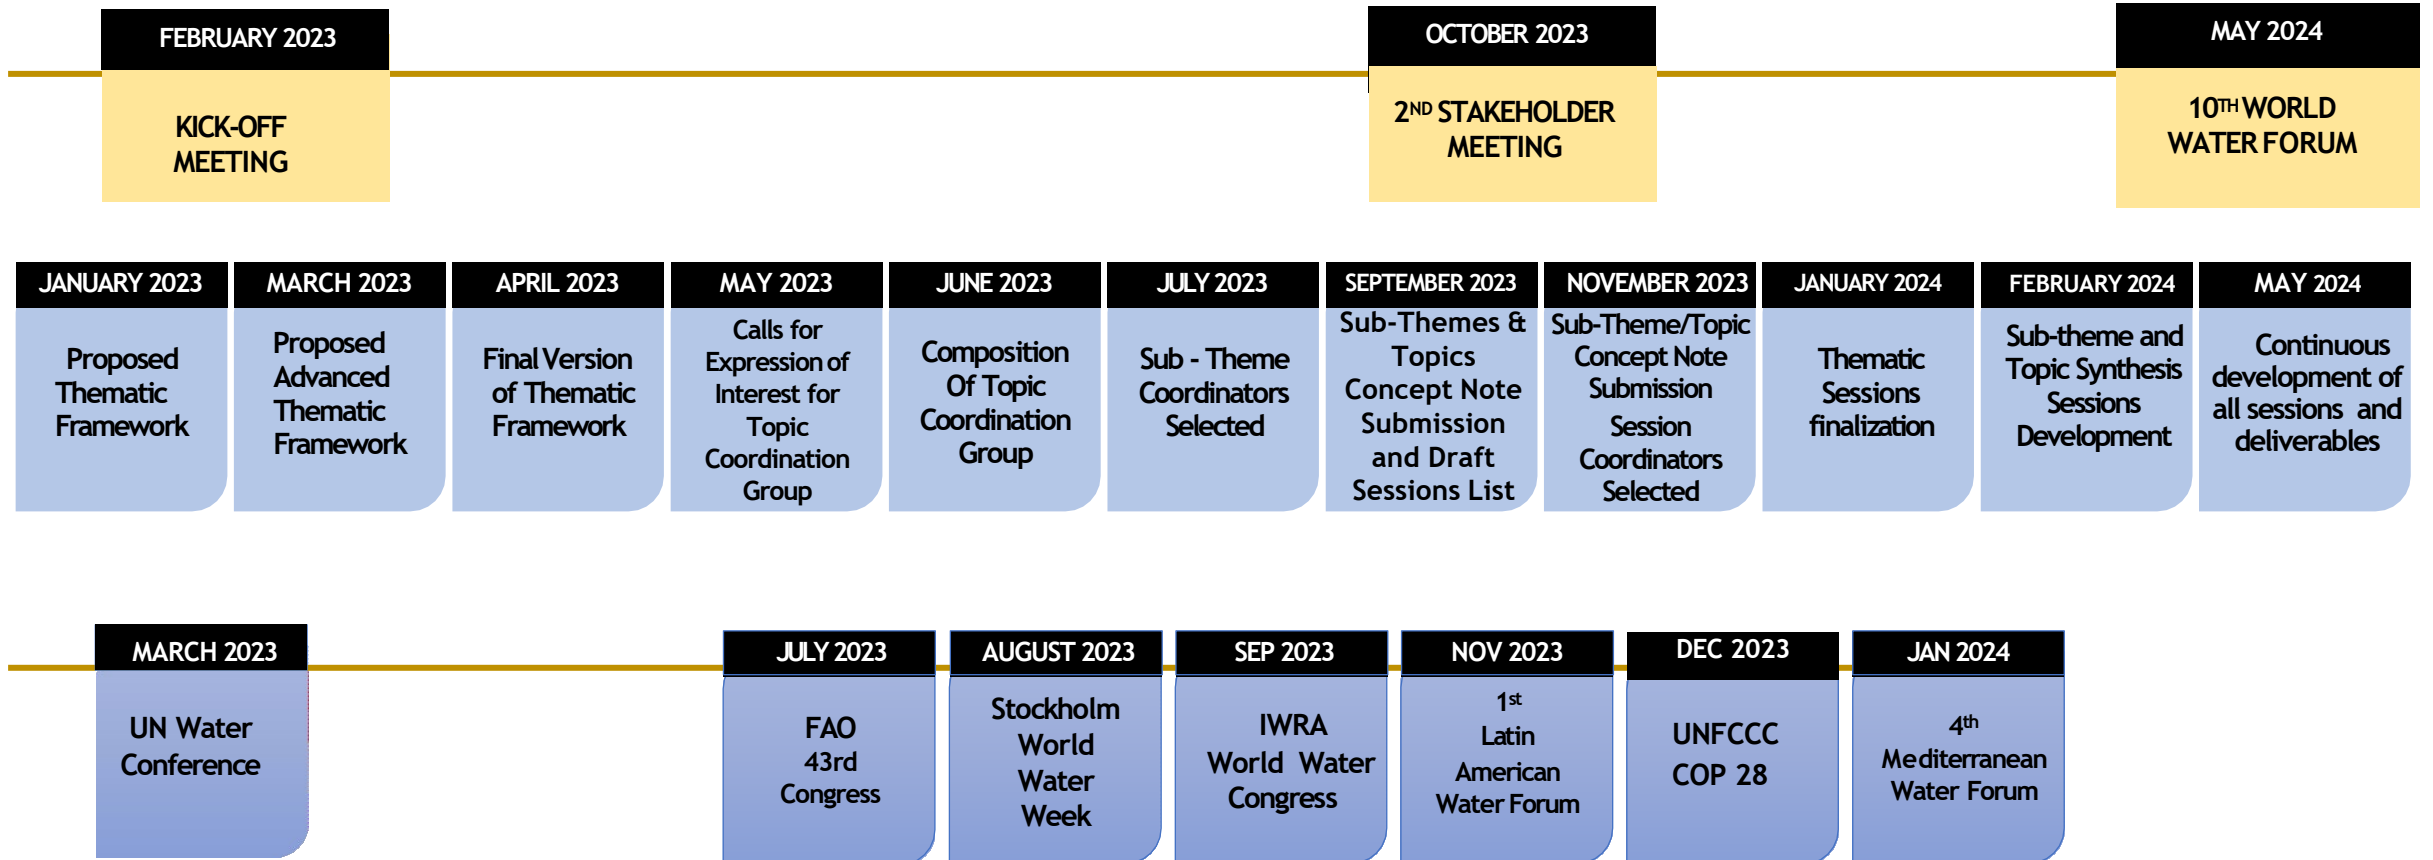 FEBRUARY 2023
KICK-OFF
MEETING
OCTOBER 2023
2ND STAKEHOLDER
MEETING
MAY 2024
10TH WORLD
WATER FORUM
JANUARY 2023
Proposed
Thematic
Framework
MARCH 2023
Proposed
Advanced
Thematic
Framework
APRIL 2023
Final Version
of Thematic
Framework
MAY 2023
Calls for
Expression of
Interest for
Topic
Coordination
Group
JUNE 2023
Composition
Of Topic
Coordination
Group
JULY 2023
Sub - Theme
Coordinators
Selected
SEPTEMBER 2023
Sub-Themes &
Topics
Concept Note
Submission
and Draft
Sessions List
NOVEMBER 2023
Sub-Theme/Topic
Concept Note
Submission
Session
Coordinators
Selected
JANUARY 2024
Thematic
Sessions
finalization
FEBRUARY 2024
Sub-theme and
Topic Synthesis
Sessions
Development
MAY 2024
Continuous
development of
all sessions and
deliverables
MARCH 2023
UN Water
Conference
JULY 2023
FAO
43rd
Congress
AUGUST 2023
Stockholm
World
Water
Week
SEP 2023
IWRA
World Water
Congress
NOV 2023
1st
Latin
American
Water Forum
DEC 2023
UNFCCC
COP 28
JAN 2024
4th
Mediterranean
Water Forum